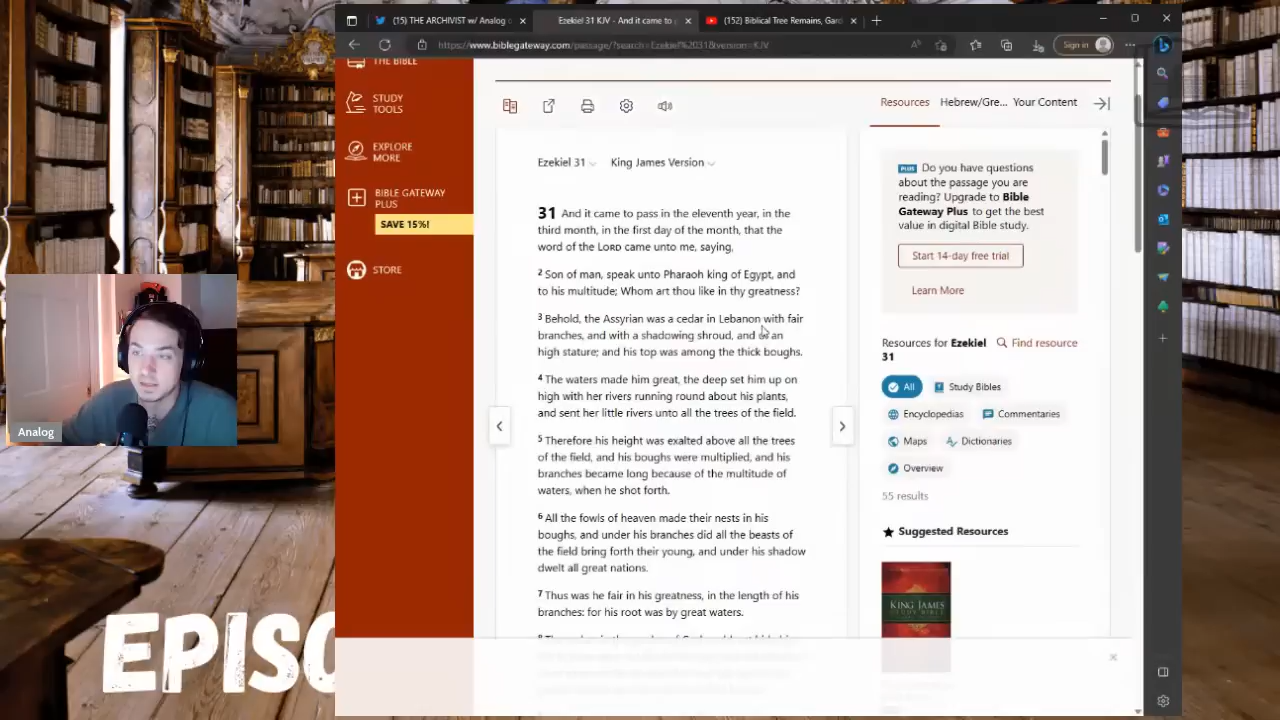 (15) THE ARCHIVIST w/ Analog
Ezekiel 31 KJV - And it came to
(152) Biblical Tree Remains,
https://www.biblegateway.com/passage/?search=Ezekiel%2031&version=KJV
Sign in
THE BIBLE
STUDY
TOOLS
EXPLORE
MORE
BIBLE GATEWAY
PLUS
SAVE 15%!
STORE
Resources Hebrew/Gre... Your Content
Ezekiel 31 King James Version
31 And it came to pass in the eleventh year, in the
third month, in the first day of the month, that the
word of the LORD came unto me, saying,
2 Son of man, speak unto Pharaoh king of Egypt, and
to his multitude; Whom art thou like in thy greatness?
3 Behold, the Assyrian was a cedar in Lebanon with fair
branches, and with a shadowing shroud, and of an
high stature; and his top was among the thick boughs.
4 The waters made him great, the deep set him up on
high with her rivers running round about his plants,
and sent her little rivers unto all the trees of the field.
5 Therefore his height was exalted above all the trees
of the field, and his boughs were multiplied, and his
branches became long because of the multitude of
waters, when he shot forth.
6 All the fowls of heaven made their nests in his
boughs, and under his branches did all the beasts of
the field bring forth their young, and under his shadow
dwelt all great nations.
7 Thus was he fair in his greatness, in the length of his
branches: for his root was by great waters.
PLUS Do you have questions
about the passage you are
reading? Upgrade to Bible
Gateway Plus to get the best
value in digital Bible study.
Start 14-day free trial
Learn More
Resources for Ezekiel
31
Find resource
All Study Bibles
Encyclopedias Commentaries
Maps Dictionaries
Overview
55 results
Suggested Resources
KING JAMES
STUDY BIBLE
Analog
EPISO